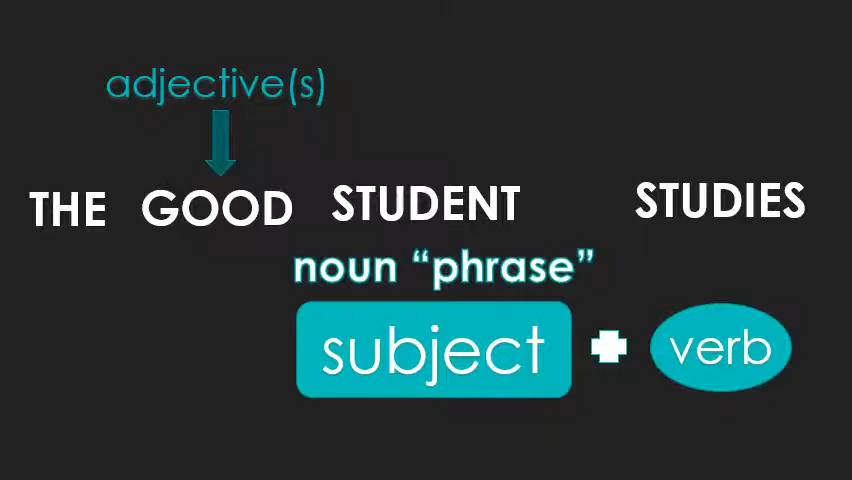 adjective(s)
THE GOOD STUDENT STUDIES
noun “phrase”
subject + verb